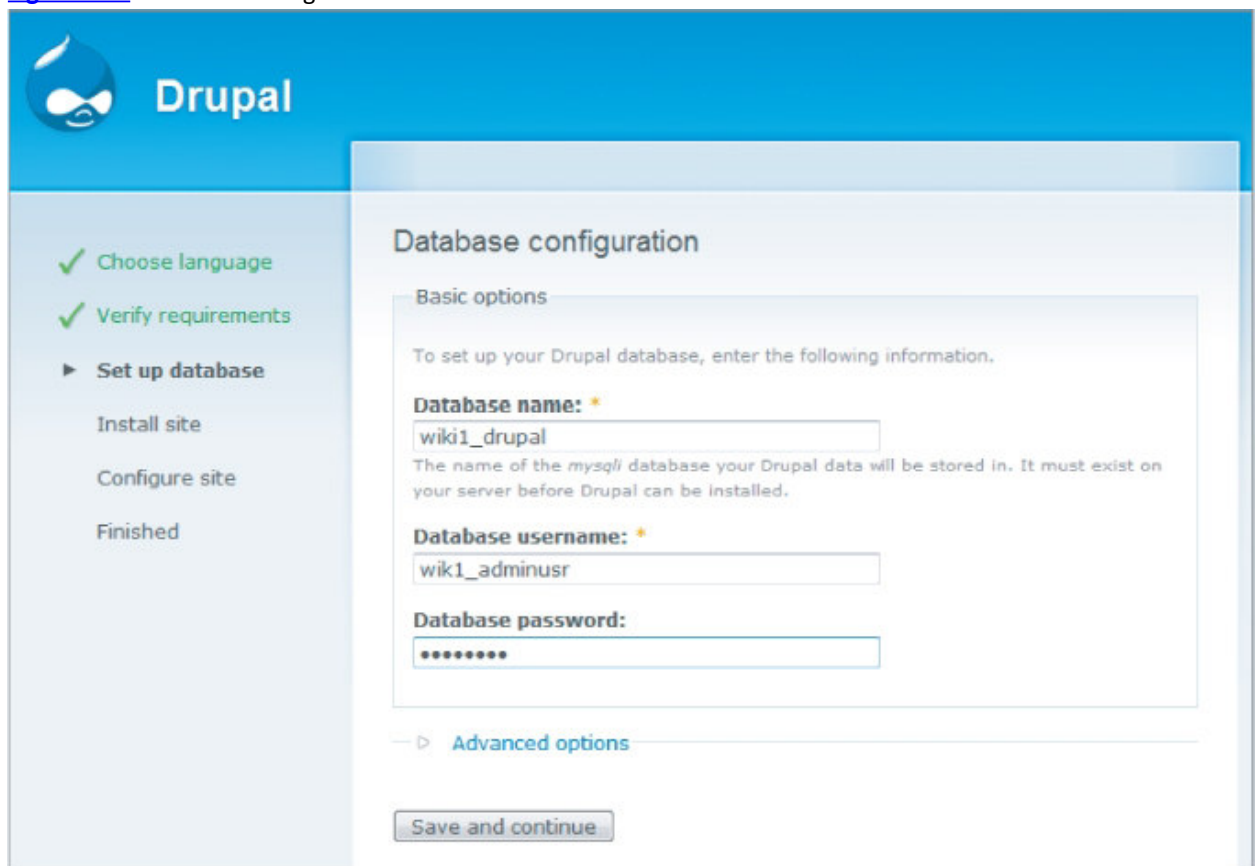 Drupal
Choose language
Verify requirements
Set up database
Install site
Configure site
Finished
Database configuration
Basic options
To set up your Drupal database, enter the following information.
Database name: *
wiki1_drupal
The name of the mysqli database your Drupal data will be stored in. It must exist on
your server before Drupal can be installed.
Database username: *
wik1_adminusr
Database password:
••••••••
Advanced options
Save and continue